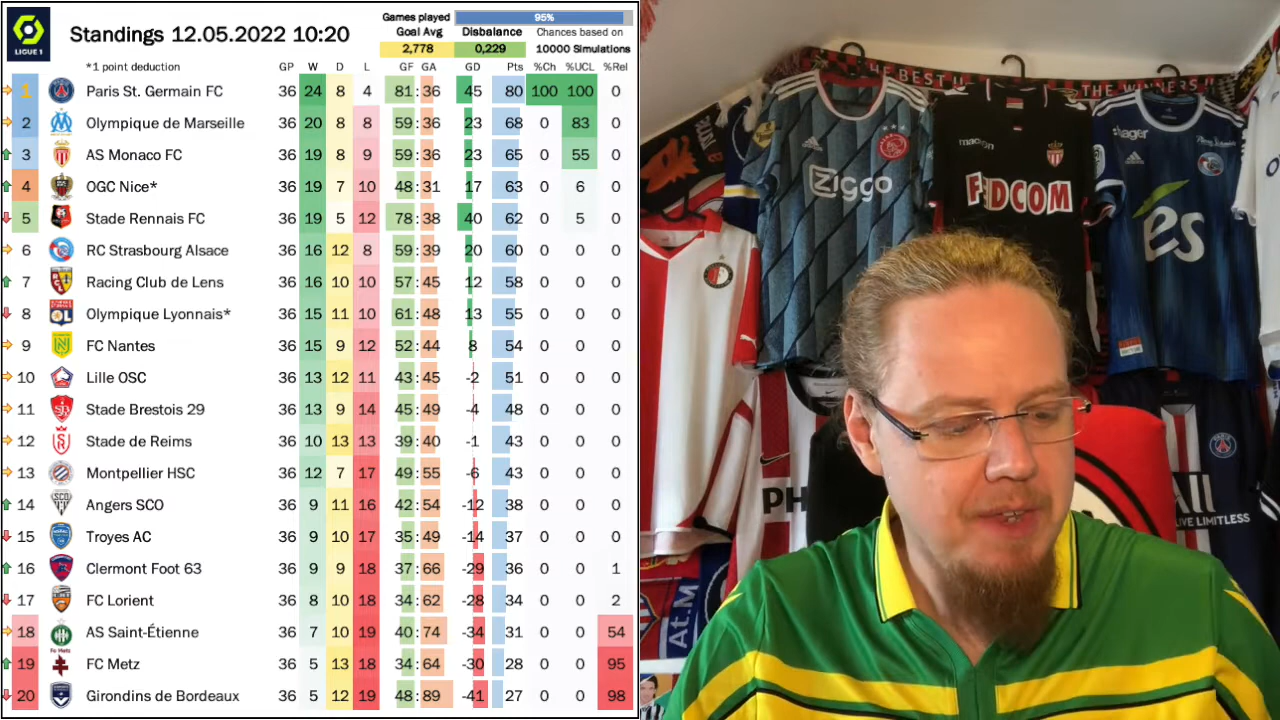 Games played 95%
Standings 12.05.2022 10:20
Goal Avg Disbalance Chances based on
2,778 0,229 10000 Simulations
LIGUE 1
*1 point deduction GP W D L GF GA GD Pts %Ch %UCL %Rel
1 Paris St. Germain FC 36 24 8 4 81 : 36 45 80 100 100 0
2 Olympique de Marseille 36 20 8 8 59 : 36 23 68 0 83 0
3 AS Monaco FC 36 19 8 9 59 : 36 23 65 0 55 0
4 OGC Nice* 36 19 7 10 48 : 31 17 63 0 6 0
5 Stade Rennais FC 36 19 5 12 78 : 38 40 62 0 5 0
6 RC Strasbourg Alsace 36 16 12 8 59 : 39 20 60 0 0 0
7 Racing Club de Lens 36 16 10 10 57 : 45 12 58 0 0 0
8 Olympique Lyonnais* 36 15 11 10 61 : 48 13 55 0 0 0
9 FC Nantes 36 15 9 12 52 : 44 8 54 0 0 0
10 Lille OSC 36 13 12 11 43 : 45 -2 51 0 0 0
11 Stade Brestois 29 36 13 9 14 45 : 49 -4 48 0 0 0
12 Stade de Reims 36 10 13 13 39 : 40 -1 43 0 0 0
13 Montpellier HSC 36 12 7 17 49 : 55 -6 43 0 0 0
14 Angers SCO 36 9 11 16 42 : 54 -12 38 0 0 0
15 Troyes AC 36 9 10 17 35 : 49 -14 37 0 0 0
16 Clermont Foot 63 36 9 9 18 37 : 66 -29 36 0 0 1
17 FC Lorient 36 8 10 18 34 : 62 -28 34 0 0 2
18 AS Saint-Étienne 36 7 10 19 40 : 74 -34 31 0 0 54
19 FC Metz 36 5 13 18 34 : 64 -30 28 0 0 95
20 Girondins de Bordeaux 36 5 12 19 48 : 89 -41 27 0 0 98
THE BEST !!
THE WINNERS
Ziggo
macron
FEDCOM
hager
és
PH
ALL
LIVE LIMITLESS
At.M